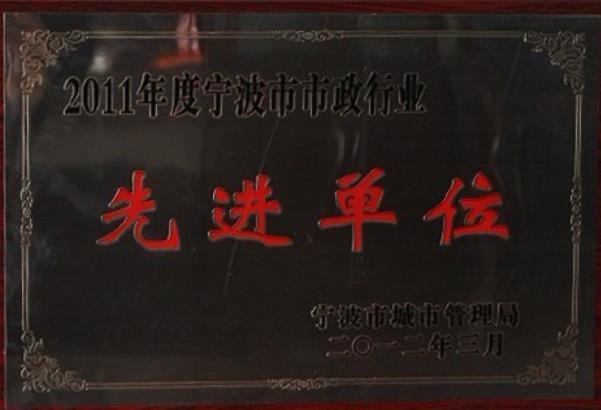 2011年度宁波市市政行业
先进单位
宁波市城市管理局
二〇一二年三月